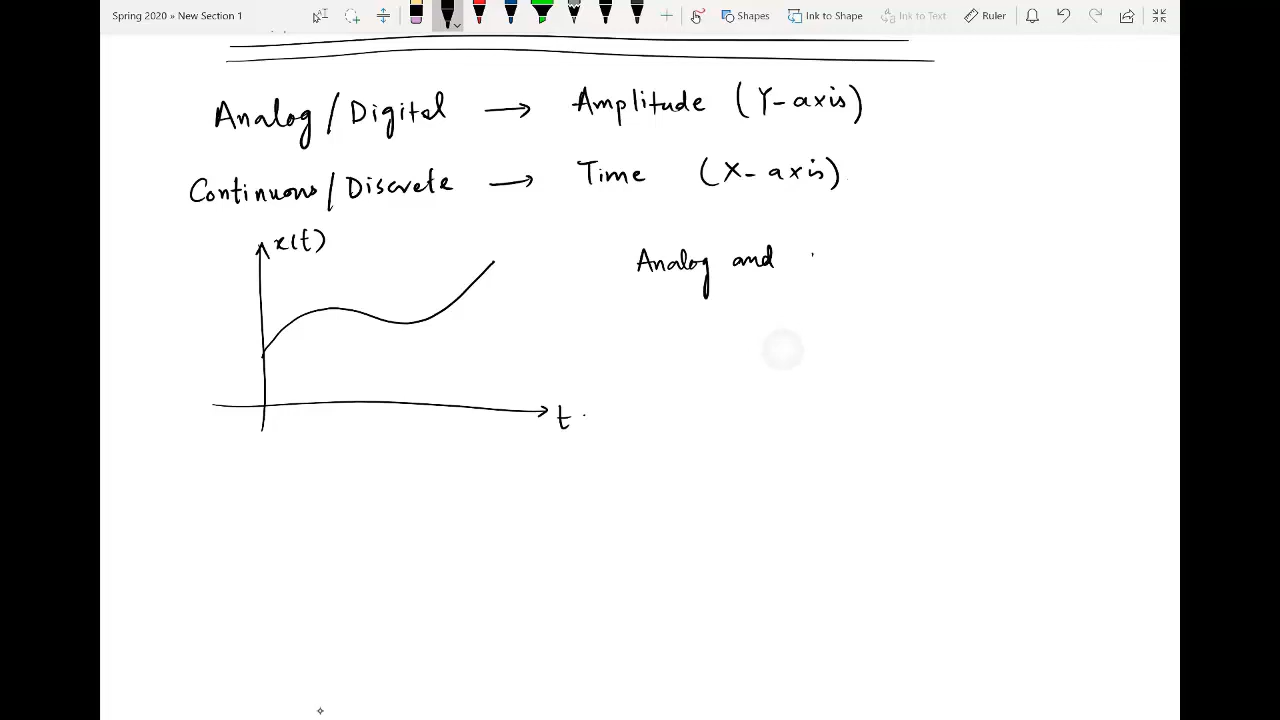 Spring 2020 » New Section 1
Shapes
Ink to Shape
Ink to Text
Ruler
Analog / Digital → Amplitude (Y-axis)
Continuous / Discrete → Time (X-axis)
x(t)
Analog and
t